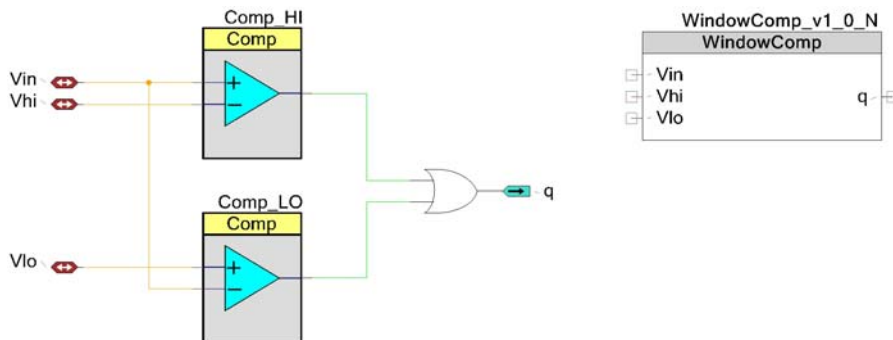 Comp_HI
Comp
Vin
Vhi
+
−
Comp_LO
Comp
Vlo
+
−
q
WindowComp_v1_0_N
WindowComp
Vin
Vhi
Vlo
q